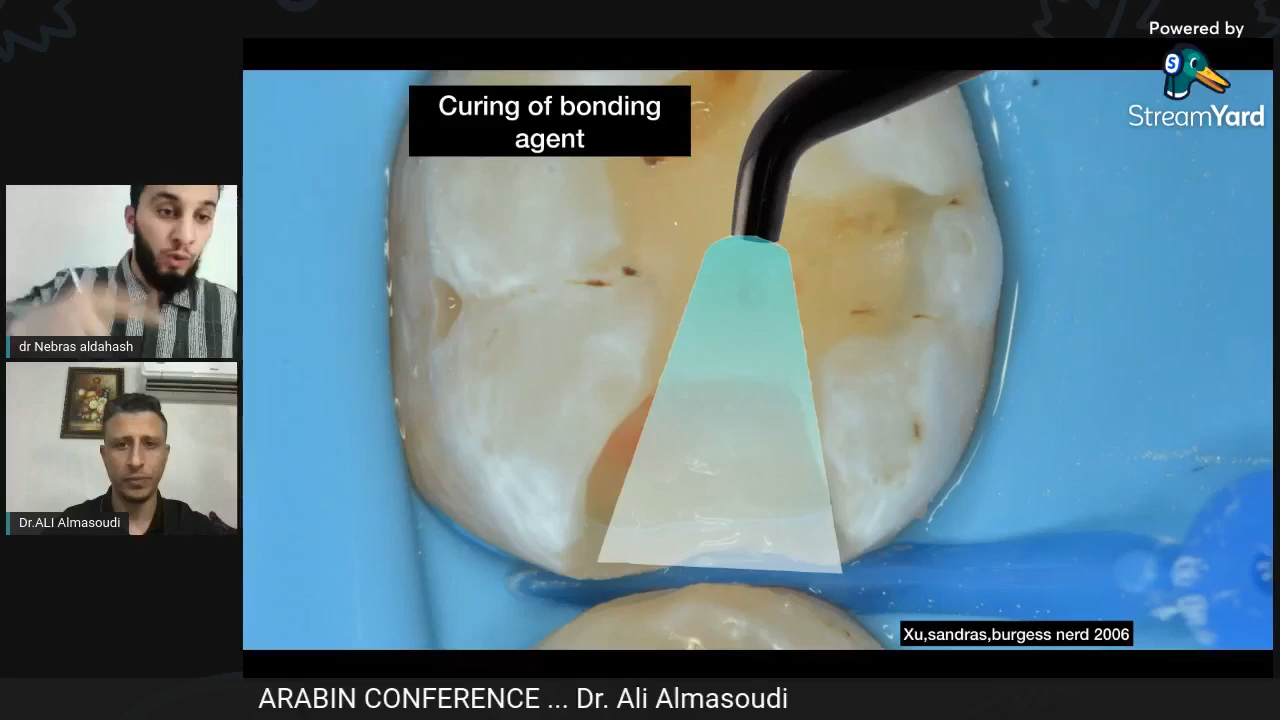 Powered by
S
StreamYard
Curing of bonding
agent
dr Nebras aldahash
Dr.ALI Almasoudi
Xu,sandras,burgess nerd 2006
ARABIN CONFERENCE ... Dr. Ali Almasoudi